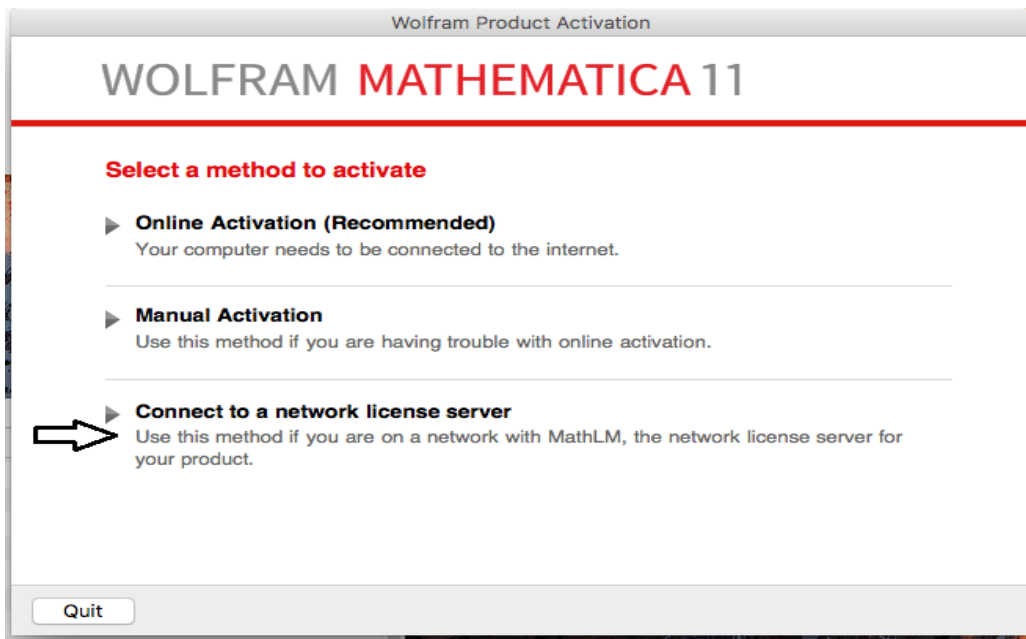 Wolfram Product Activation
WOLFRAM MATHEMATICA 11
Select a method to activate
Online Activation (Recommended)
Your computer needs to be connected to the internet.
Manual Activation
Use this method if you are having trouble with online activation.
Connect to a network license server
Use this method if you are on a network with MathLM, the network license server for
your product.
Quit